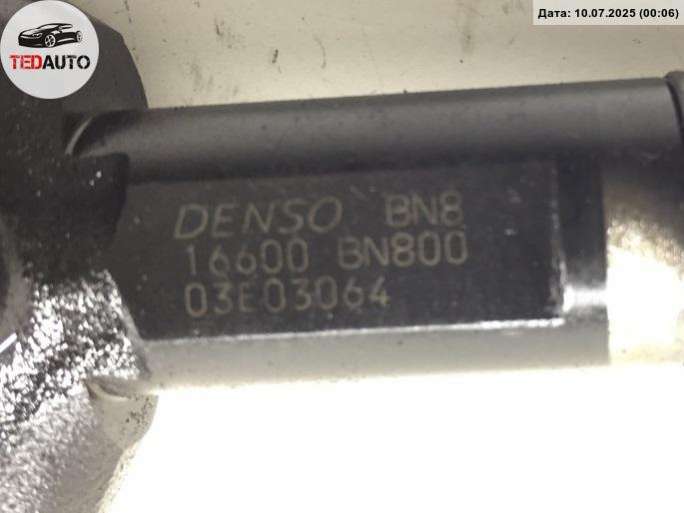 TEDAUTO
Дата: 10.07.2025 (00:06)
DENSO BN8
16600 BN800
03E03064